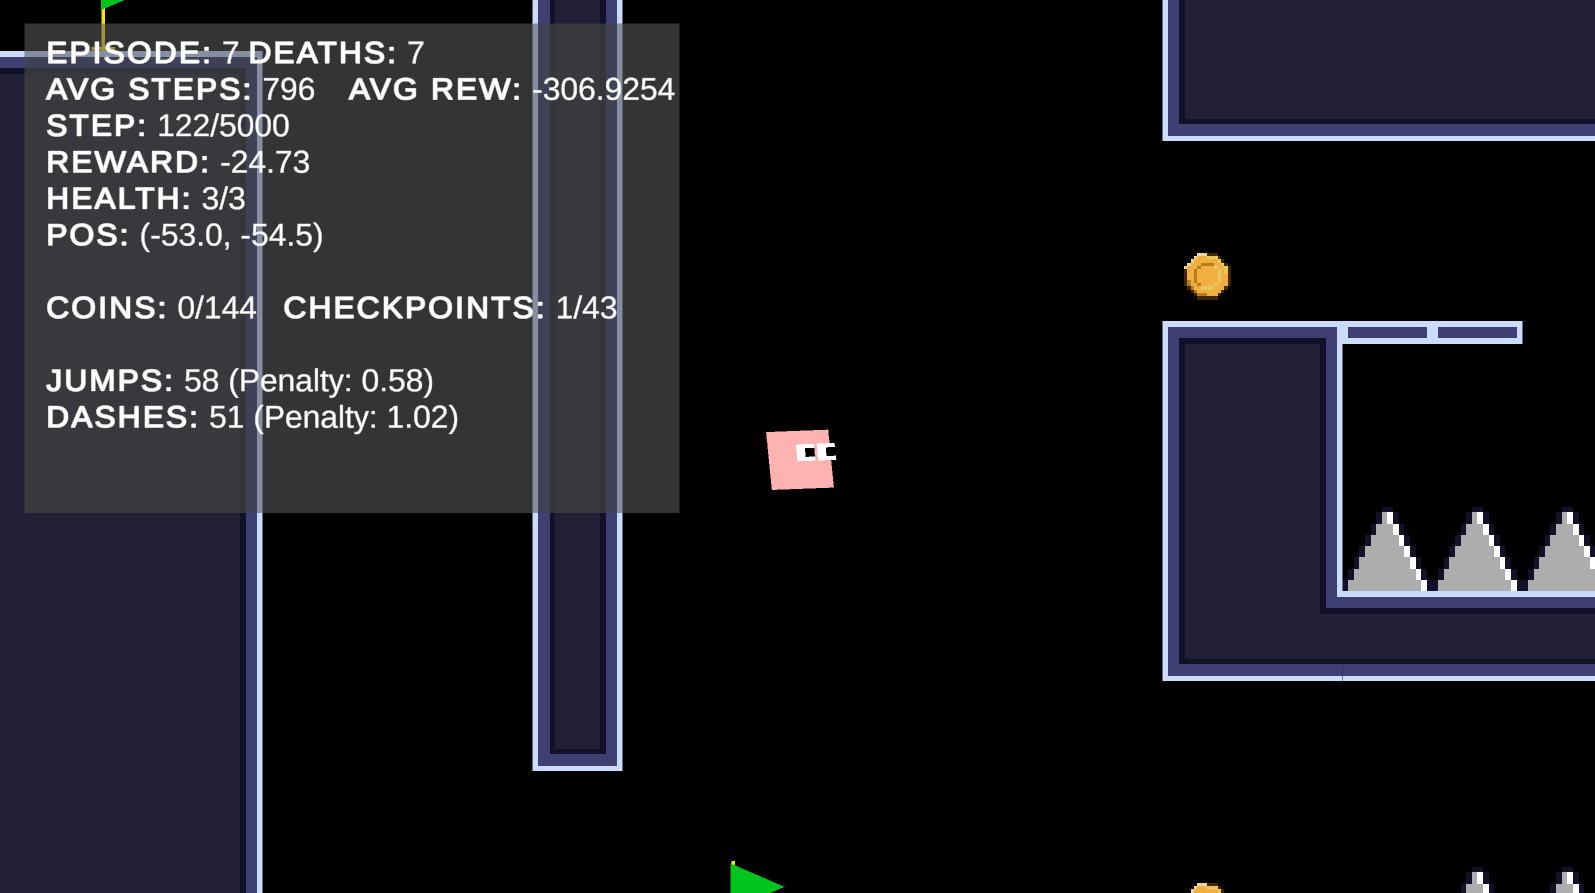 EPISODE: 7 DEATHS: 7
AVG STEPS: 796 AVG REW: -306.9254
STEP: 122/5000
REWARD: -24.73
HEALTH: 3/3
POS: (-53.0, -54.5)
COINS: 0/144 CHECKPOINTS: 1/43
JUMPS: 58 (Penalty: 0.58)
DASHES: 51 (Penalty: 1.02)